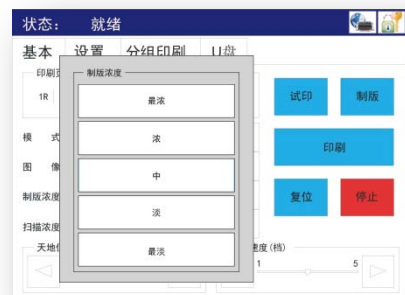 状态： 就绪
基本 设置 分组印刷 U盘
印刷页
制版浓度
1R
最浓
试印 制版
模 式
浓
印刷
图 像
中
制版浓度
淡
复位 停止
扫描浓度
最淡
天地位
速度(档)
1 5